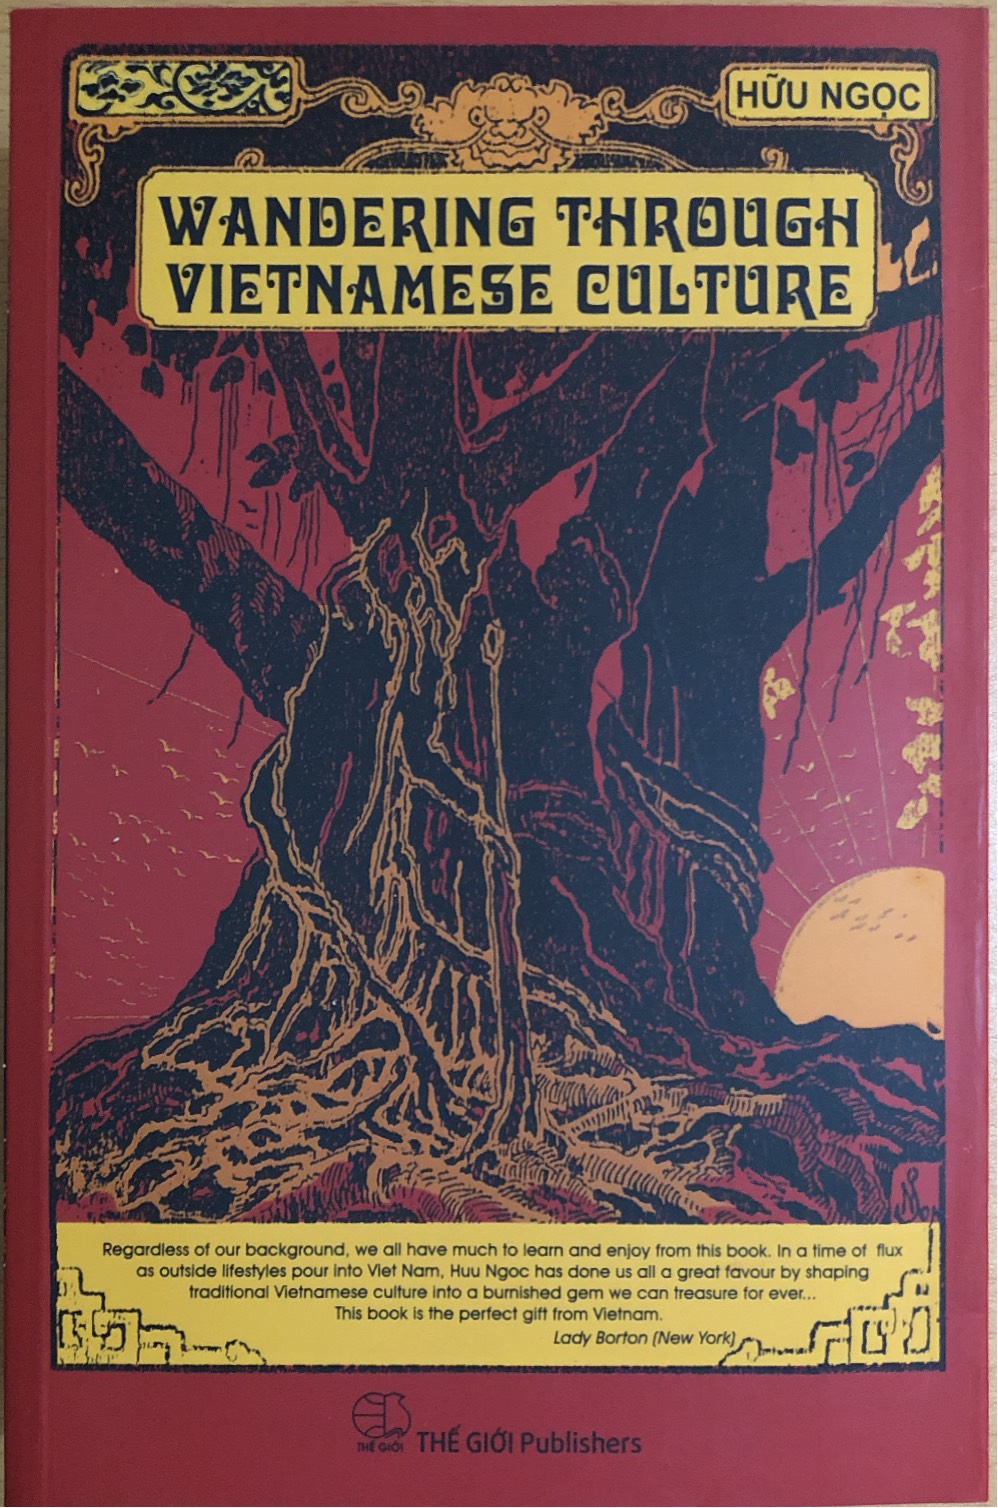 HỮU NGỌC
WANDERING THROUGH
VIETNAMESE CULTURE
Regardless of our background, we all have much to learn and enjoy from this book. In a time of flux
as outside lifestyles pour into Viet Nam, Huu Ngoc has done us all a great favour by shaping
traditional Vietnamese culture into a burnished gem we can treasure for ever...
This book is the perfect gift from Vietnam.
Lady Borton (New York)
THẾ GIỚI
THẾ GIỚI Publishers